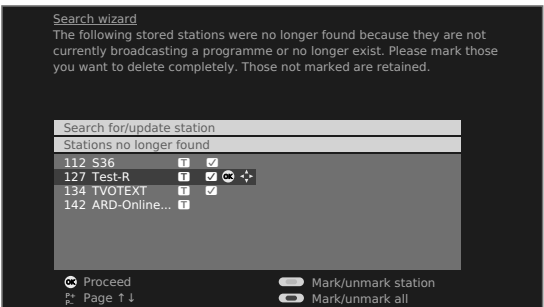 Search wizard
The following stored stations were no longer found because they are not
currently broadcasting a programme or no longer exist. Please mark those
you want to delete completely. Those not marked are retained.
Search for/update station
Stations no longer found
112 S36 T ✓
127 Test-R T ✓ OK
134 TVOTEXT T ✓
142 ARD-Online... T
OK Proceed Mark/unmark station
P+ P- Page ↑↓ Mark/unmark all